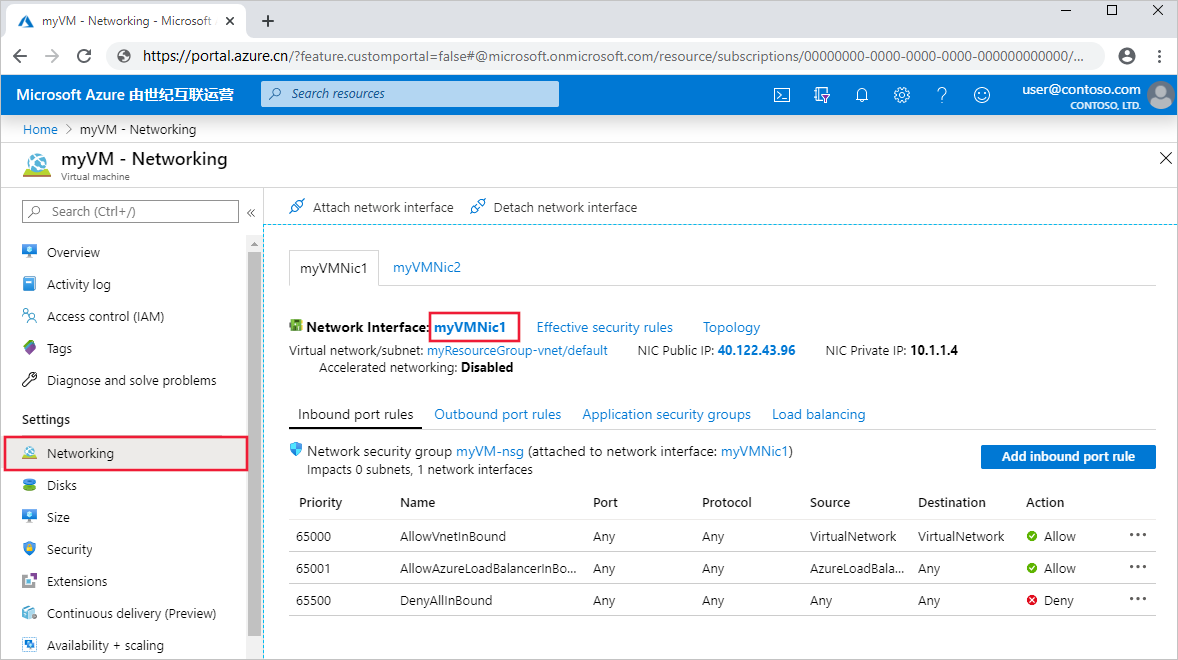 myVM - Networking - Microsoft
https://portal.azure.cn/?feature.customportal=false#@microsoft.onmicrosoft.com/resource/subscriptions/00000000-0000-0000-0000-000000000000/...
Microsoft Azure 由世纪互联运营
Search resources
user@contoso.com
CONTOSO, LTD.
Home > myVM - Networking
myVM - Networking
Virtual machine
Search (Ctrl+/)
«
Overview
Activity log
Access control (IAM)
Tags
Diagnose and solve problems
Settings
Networking
Disks
Size
Security
Extensions
Continuous delivery (Preview)
Availability + scaling
Attach network interface Detach network interface
myVMNic1 myVMNic2
Network Interface: myVMNic1 Effective security rules Topology
Virtual network/subnet: myResourceGroup-vnet/default NIC Public IP: 40.122.43.96 NIC Private IP: 10.1.1.4
Accelerated networking: Disabled
Inbound port rules Outbound port rules Application security groups Load balancing
Network security group myVM-nsg (attached to network interface: myVMNic1)
Impacts 0 subnets, 1 network interfaces
Add inbound port rule
Priority Name Port Protocol Source Destination Action
65000 AllowVnetInBound Any Any VirtualNetwork VirtualNetwork Allow ...
65001 AllowAzureLoadBalancerInBo... Any Any AzureLoadBala... Any Allow ...
65500 DenyAllInBound Any Any Any Any Deny ...